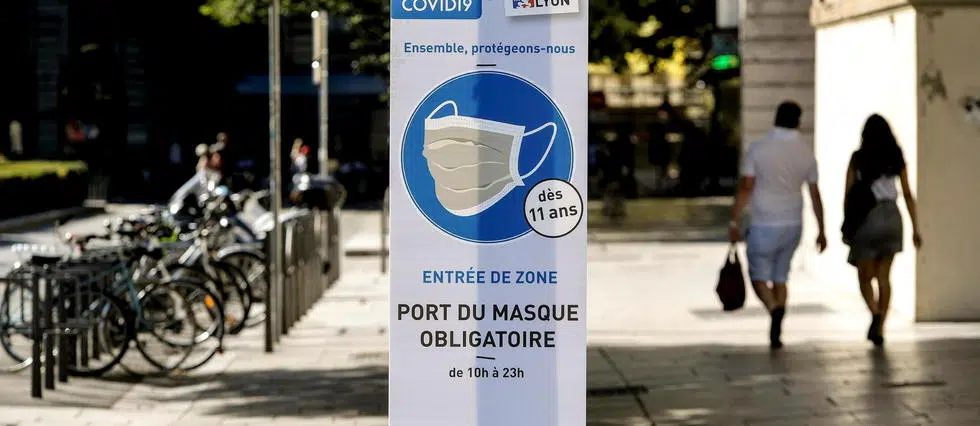 COVID19
LYON
Ensemble, protégeons-nous
dès
11 ans
ENTRÉE DE ZONE
PORT DU MASQUE
OBLIGATOIRE
de 10h à 23h